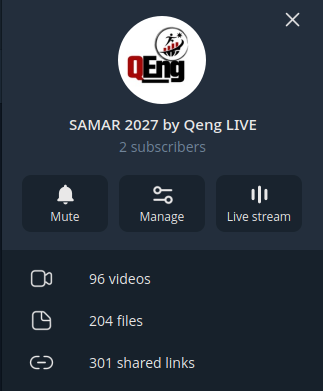 QEng
SAMAR 2027 by Qeng LIVE
2 subscribers
Mute
Manage
Live stream
96 videos
204 files
301 shared links